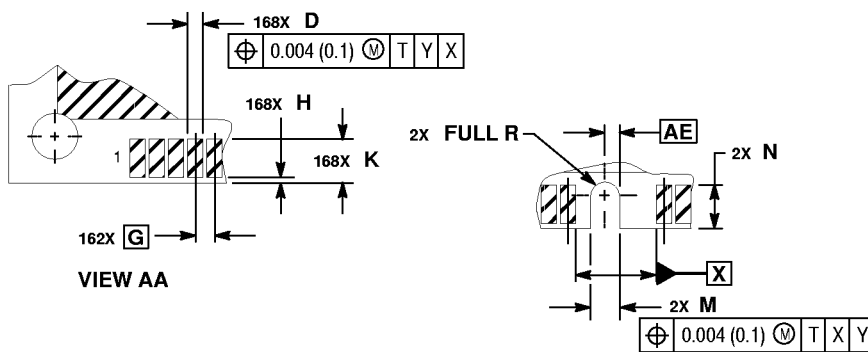 168X D
⌖ 0.004 (0.1) Ⓜ T Y X
168X H
1
168X K
162X G
VIEW AA
2X FULL R
AE
2X N
X
2X M
⌖ 0.004 (0.1) Ⓜ T X Y